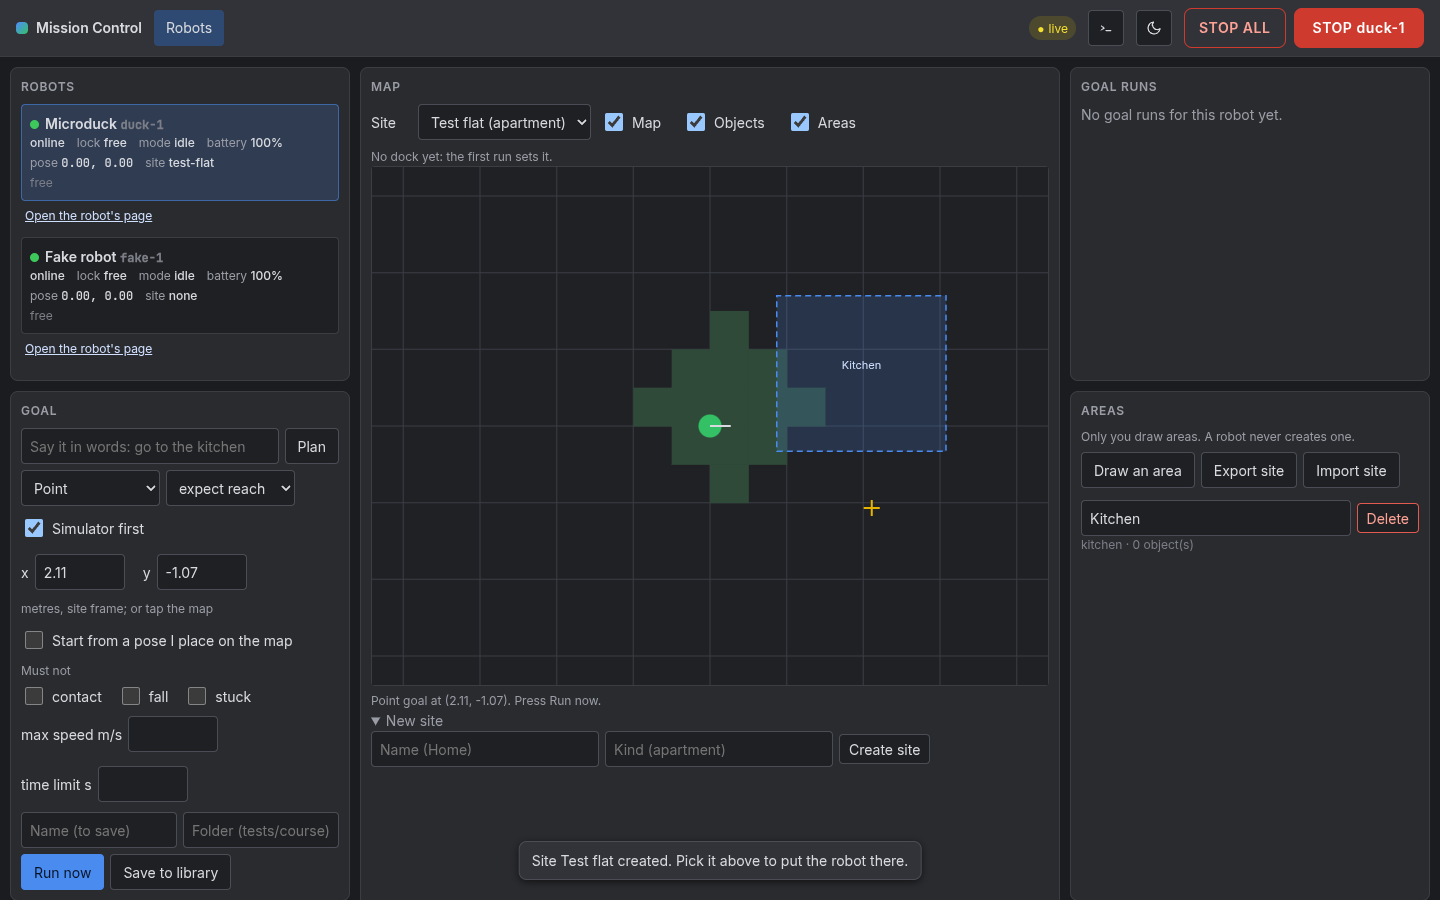 Mission Control
Robots
● live
STOP ALL
STOP duck-1
ROBOTS
Microduck duck-1
online lock free mode idle battery 100%
pose 0.00, 0.00 site test-flat
free
Open the robot's page
Fake robot fake-1
online lock free mode idle battery 100%
pose 0.00, 0.00 site none
free
Open the robot's page
GOAL
Say it in words: go to the kitchen
Plan
Point
expect reach
Simulator first
x 2.11 y -1.07
metres, site frame; or tap the map
Start from a pose I place on the map
Must not
contact fall stuck
max speed m/s
time limit s
Name (to save)
Folder (tests/course)
Run now
Save to library
MAP
Site Test flat (apartment) Map Objects Areas
No dock yet: the first run sets it.
Kitchen
Point goal at (2.11, -1.07). Press Run now.
▼ New site
Name (Home)
Kind (apartment)
Create site
Site Test flat created. Pick it above to put the robot there.
GOAL RUNS
No goal runs for this robot yet.
AREAS
Only you draw areas. A robot never creates one.
Draw an area
Export site
Import site
Kitchen
Delete
kitchen · 0 object(s)